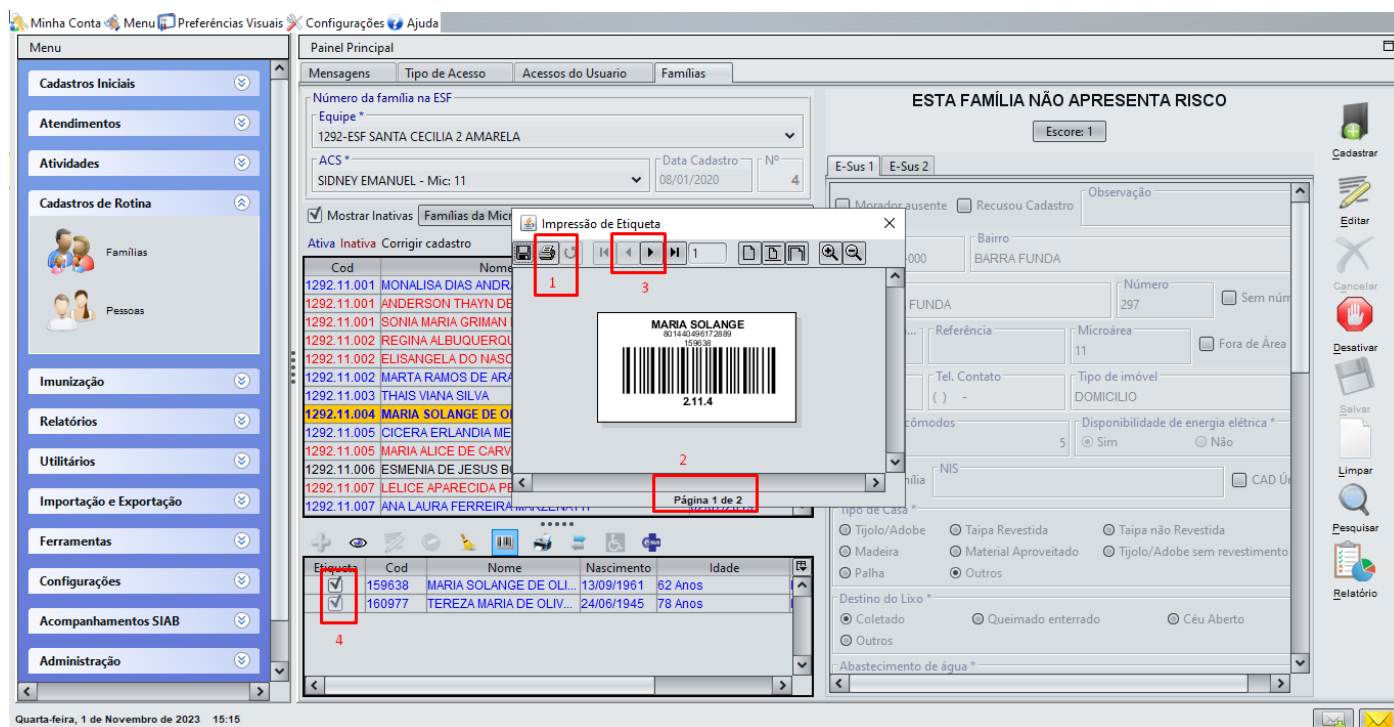 Minha Conta Menu Preferências Visuais Configurações Ajuda
Menu
Cadastros Iniciais
Atendimentos
Atividades
Cadastros de Rotina
Famílias
Pessoas
Imunização
Relatórios
Utilitários
Importação e Exportação
Ferramentas
Configurações
Acompanhamentos SIAB
Administração
Painel Principal
Mensagens Tipo de Acesso Acessos do Usuario Famílias
Número da família na ESF
Equipe *
1292-ESF SANTA CECILIA 2 AMARELA
ACS * Data Cadastro Nº
SIDNEY EMANUEL - Mic: 11 08/01/2020 4
Mostrar Inativas Famílias da Micr
Ativa Inativa Corrigir cadastro
Cod Nome
1292.11.001 MONALISA DIAS ANDR
1292.11.001 ANDERSON THAYN DE
1292.11.001 SONIA MARIA GRIMAN
1292.11.002 REGINA ALBUQUERQU
1292.11.002 ELISANGELA DO NASC
1292.11.002 MARTA RAMOS DE ARA
1292.11.003 THAIS VIANA SILVA
1292.11.004 MARIA SOLANGE DE O
1292.11.005 CICERA ERLANDIA ME
1292.11.005 MARIA ALICE DE CARV
1292.11.006 ESMENIA DE JESUS B
1292.11.007 LELICE APARECIDA PE
1292.11.007 ANA LAURA FERREIRA
Impressão de Etiqueta
1
1
3
MARIA SOLANGE
801440496172889
159638
2.11.4
2
Página 1 de 2
Etiqueta Cod Nome Nascimento Idade
159638 MARIA SOLANGE DE OLI... 13/09/1961 62 Anos
160977 TEREZA MARIA DE OLIV... 24/06/1945 78 Anos
4
ESTA FAMÍLIA NÃO APRESENTA RISCO
Escore: 1
E-Sus 1 E-Sus 2
Morador ausente Recusou Cadastro Observação
Bairro
-000 BARRA FUNDA
Número
FUNDA 297 Sem núm
Referência Microárea
11 Fora de Área
Tel. Contato Tipo de imóvel
( ) - DOMICILIO
cômodos Disponibilidade de energia elétrica *
5 Sim Não
NIS
mília CAD Ú
Tipo de Casa *
Tijolo/Adobe Taipa Revestida Taipa não Revestida
Madeira Material Aproveitado Tijolo/Adobe sem revestimento
Palha Outros
Destino do Lixo *
Coletado Queimado enterrado Céu Aberto
Outros
Abastecimento de água *
Cadastrar
Editar
Cancelar
Desativar
Salvar
Limpar
Pesquisar
Relatório
Quarta-feira, 1 de Novembro de 2023 15:15